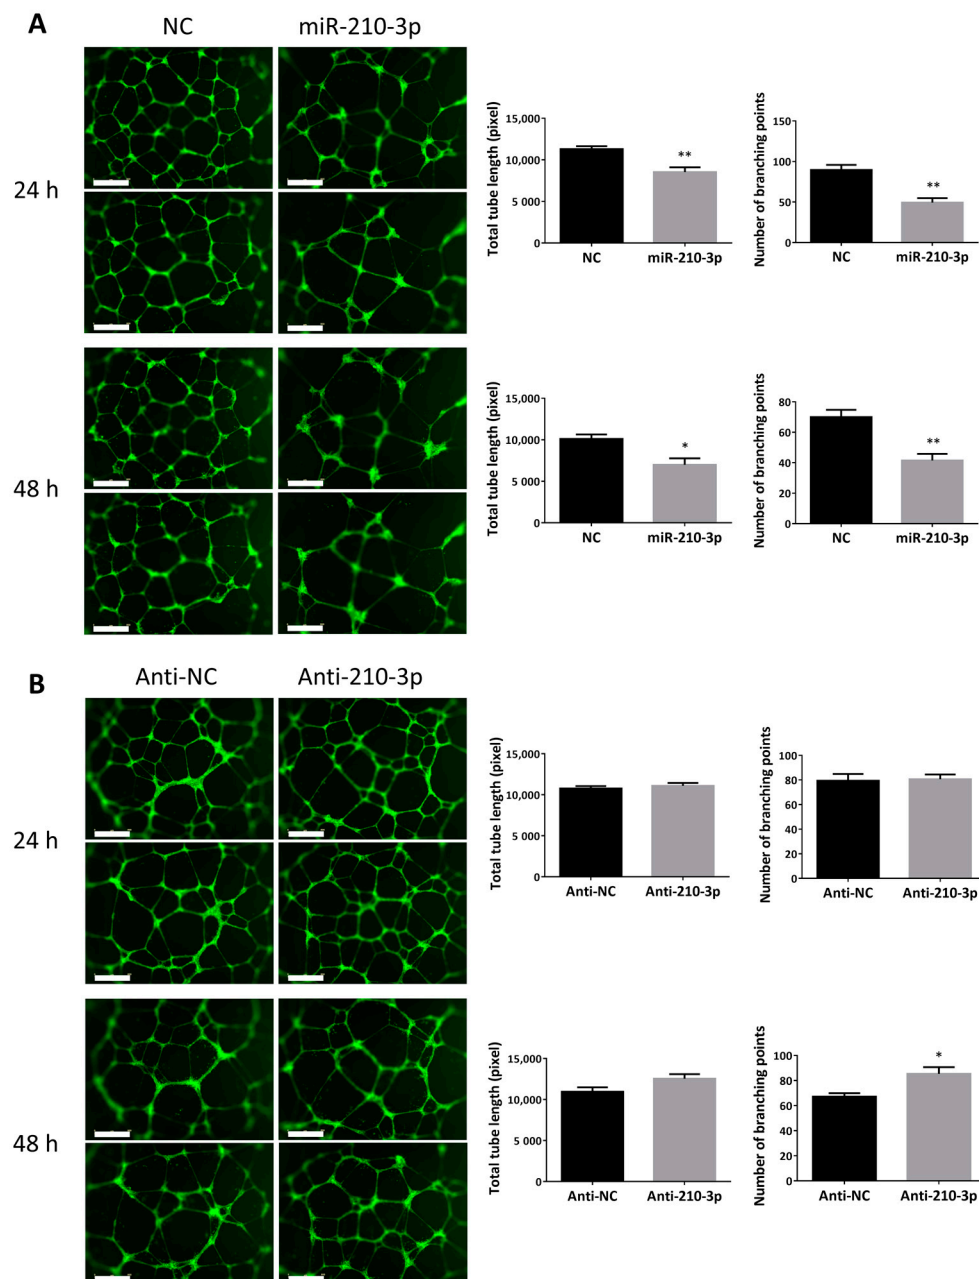 A
NC
miR-210-3p
24 h
Total tube length (pixel)
15,000
10,000
5 000
0
**
NC
miR-210-3p
Number of branching points
150
100
50
0
**
NC
miR-210-3p
48 h
Total tube length (pixel)
15,000
10,000
5 000
0
*
NC
miR-210-3p
Number of branching points
80
60
40
20
0
**
NC
miR-210-3p
B
Anti-NC
Anti-210-3p
24 h
Total tube length (pixel)
15,000
10,000
5 000
0
Anti-NC
Anti-210-3p
Number of branching points
100
80
60
40
20
0
Anti-NC
Anti-210-3p
48 h
Total tube length (pixel)
15,000
10,000
5 000
0
Anti-NC
Anti-210-3p
Number of branching points
100
80
60
40
20
0
*
Anti-NC
Anti-210-3p